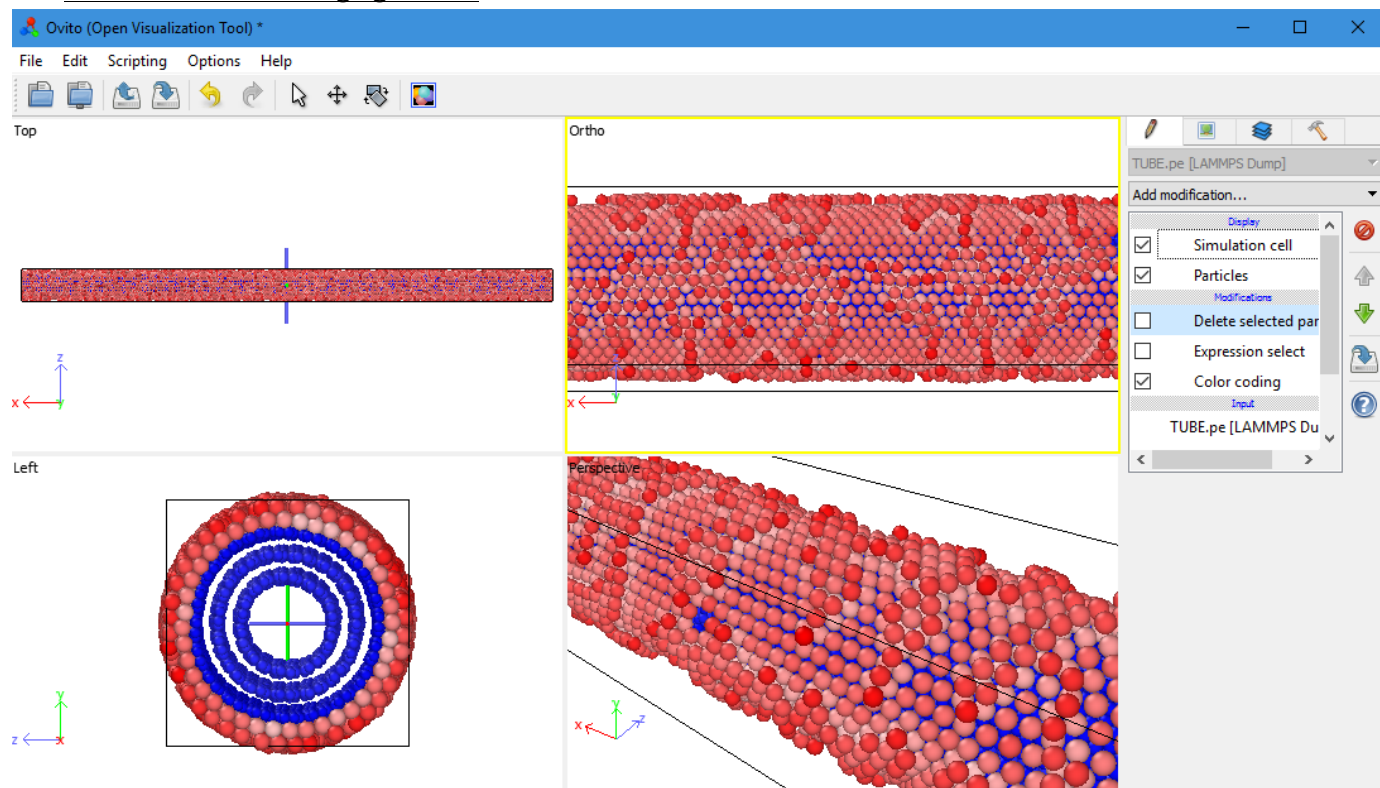 Ovito (Open Visualization Tool) *
File Edit Scripting Options Help
Top
Ortho
TUBE.pe [LAMMPS Dump]
Add modification...
Display
Simulation cell
Particles
Modifications
Delete selected par
Expression select
Color coding
Input
TUBE.pe [LAMMPS Du
z
x
y
x
y
Left
Perspective
y
z
x
y
z
x